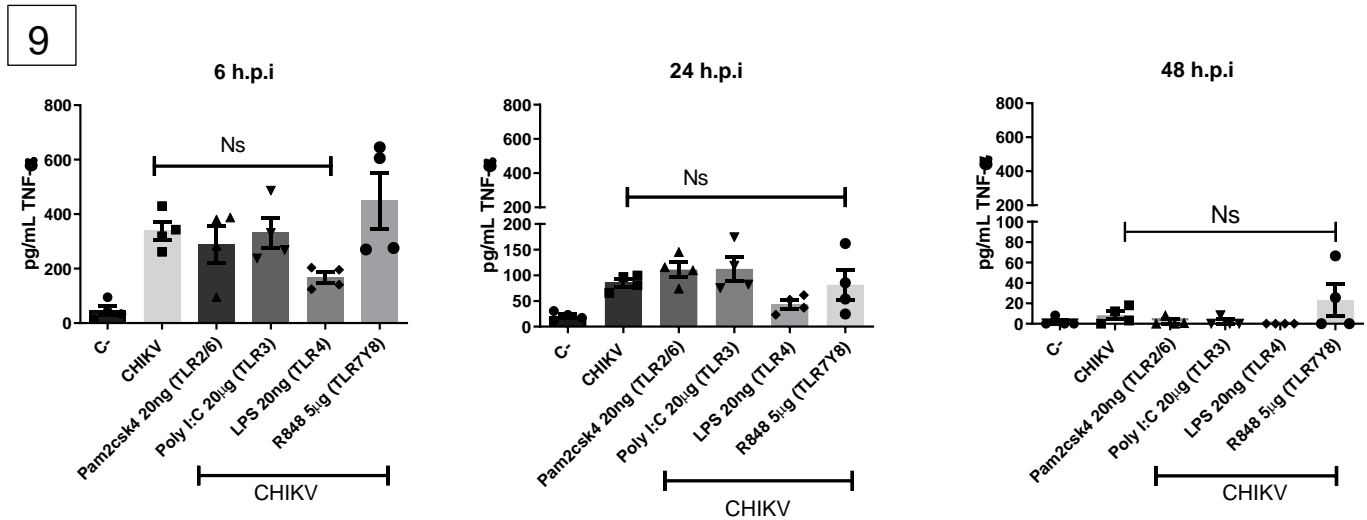 9
6 h.p.i
pg/mL TNF-
800
600
400
200
0
Ns
C-
CHIKV
Pam2csk4 20ng (TLR2/6)
Poly I:C 20µg (TLR3)
LPS 20ng (TLR4)
R848 5µg (TLR7Y8)
CHIKV
24 h.p.i
pg/mL TNF-
800
600
400
200
200
150
100
50
0
Ns
C-
CHIKV
Pam2csk4 20ng (TLR2/6)
Poly I:C 20µg (TLR3)
LPS 20ng (TLR4)
R848 5µg (TLR7Y8)
CHIKV
48 h.p.i
pg/mL TNF-
800
600
400
200
100
80
60
40
20
0
Ns
C-
CHIKV
Pam2csk4 20ng (TLR2/6)
Poly I:C 20µg (TLR3)
LPS 20ng (TLR4)
R848 5µg (TLR7Y8)
CHIKV